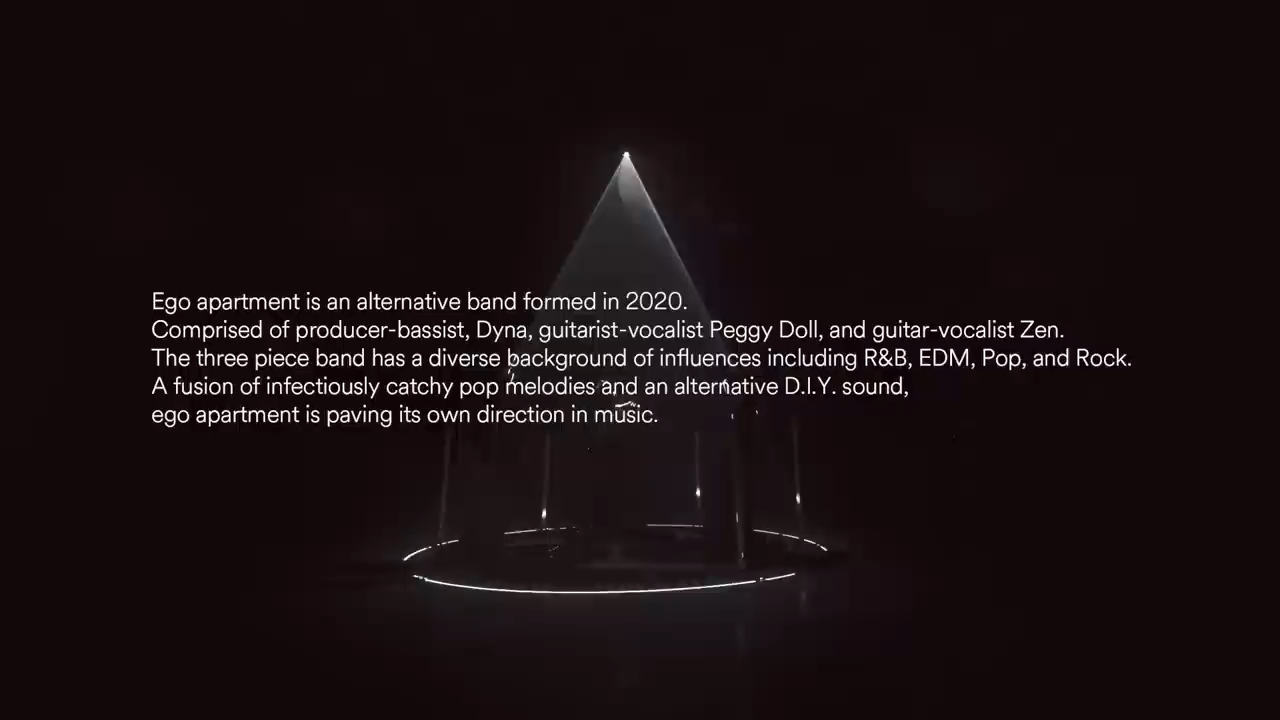 Ego apartment is an alternative band formed in 2020.
Comprised of producer-bassist, Dyna, guitarist-vocalist Peggy Doll, and guitar-vocalist Zen.
The three piece band has a diverse background of influences including R&B, EDM, Pop, and Rock.
A fusion of infectiously catchy pop melodies and an alternative D.I.Y. sound,
ego apartment is paving its own direction in music.